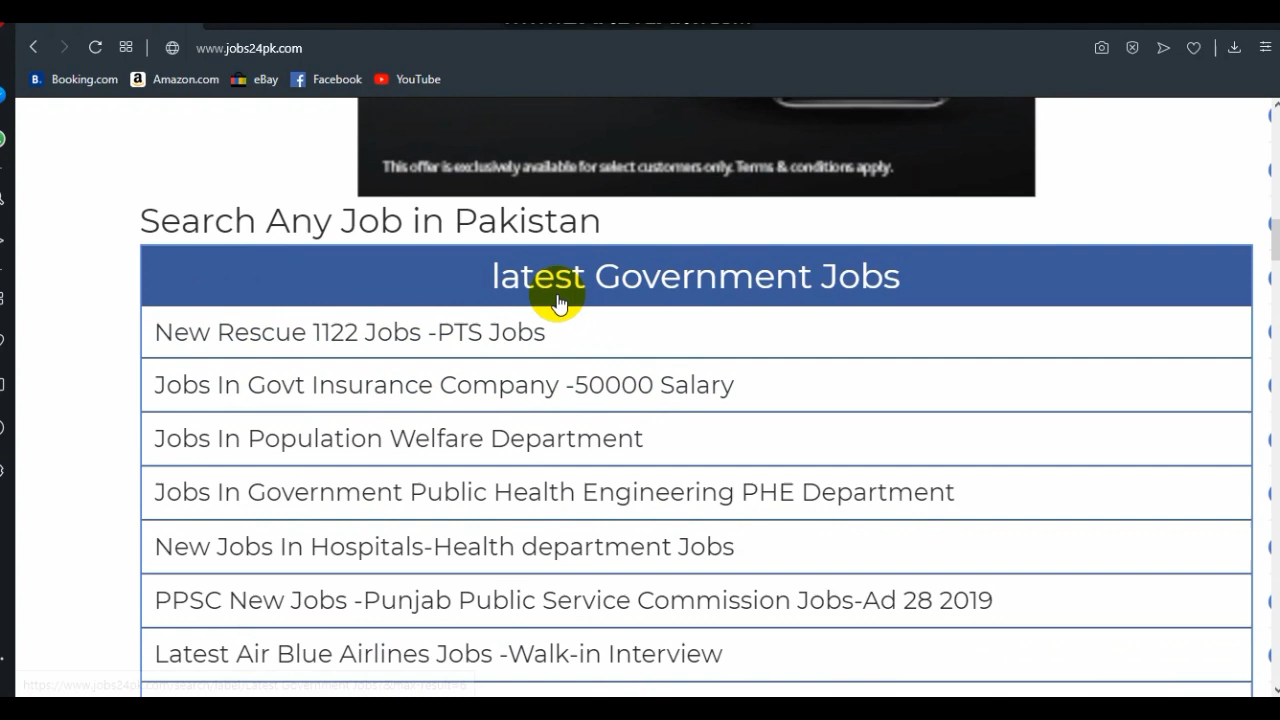 www.jobs24pk.com
Booking.com Amazon.com eBay Facebook YouTube
This offer is exclusively available for select customers only. Terms & conditions apply.
Search Any Job in Pakistan
latest Government Jobs
New Rescue 1122 Jobs -PTS Jobs
Jobs In Govt Insurance Company -50000 Salary
Jobs In Population Welfare Department
Jobs In Government Public Health Engineering PHE Department
New Jobs In Hospitals-Health department Jobs
PPSC New Jobs -Punjab Public Service Commission Jobs-Ad 28 2019
Latest Air Blue Airlines Jobs -Walk-in Interview